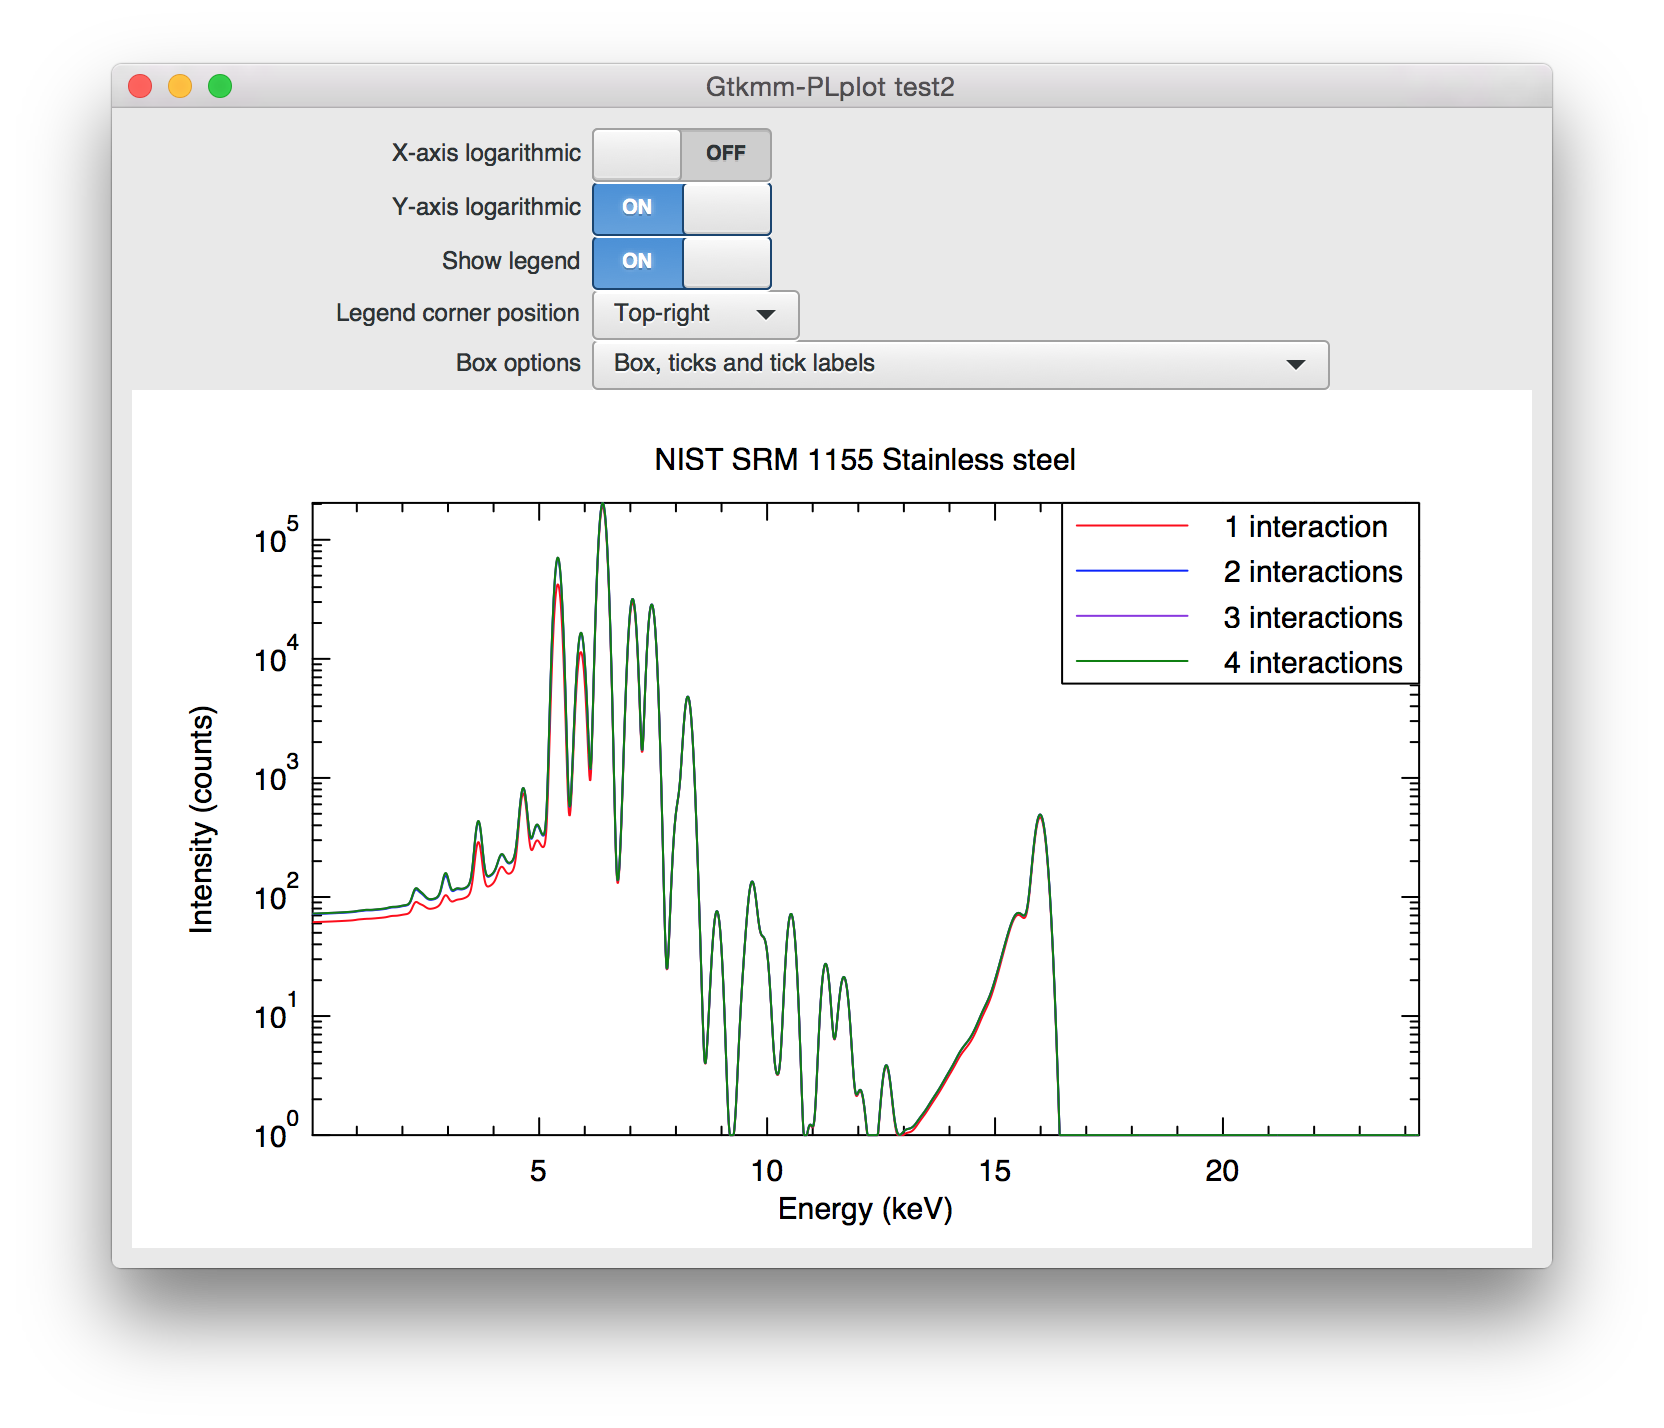 Gtkmm-PLplot test2
X-axis logarithmic OFF
Y-axis logarithmic ON
Show legend ON
Legend corner position Top-right
Box options Box, ticks and tick labels
NIST SRM 1155 Stainless steel
1 interaction
2 interactions
3 interactions
4 interactions
10^5
10^4
10^3
10^2
10^1
10^0
Intensity (counts)
5 10 15 20
Energy (keV)